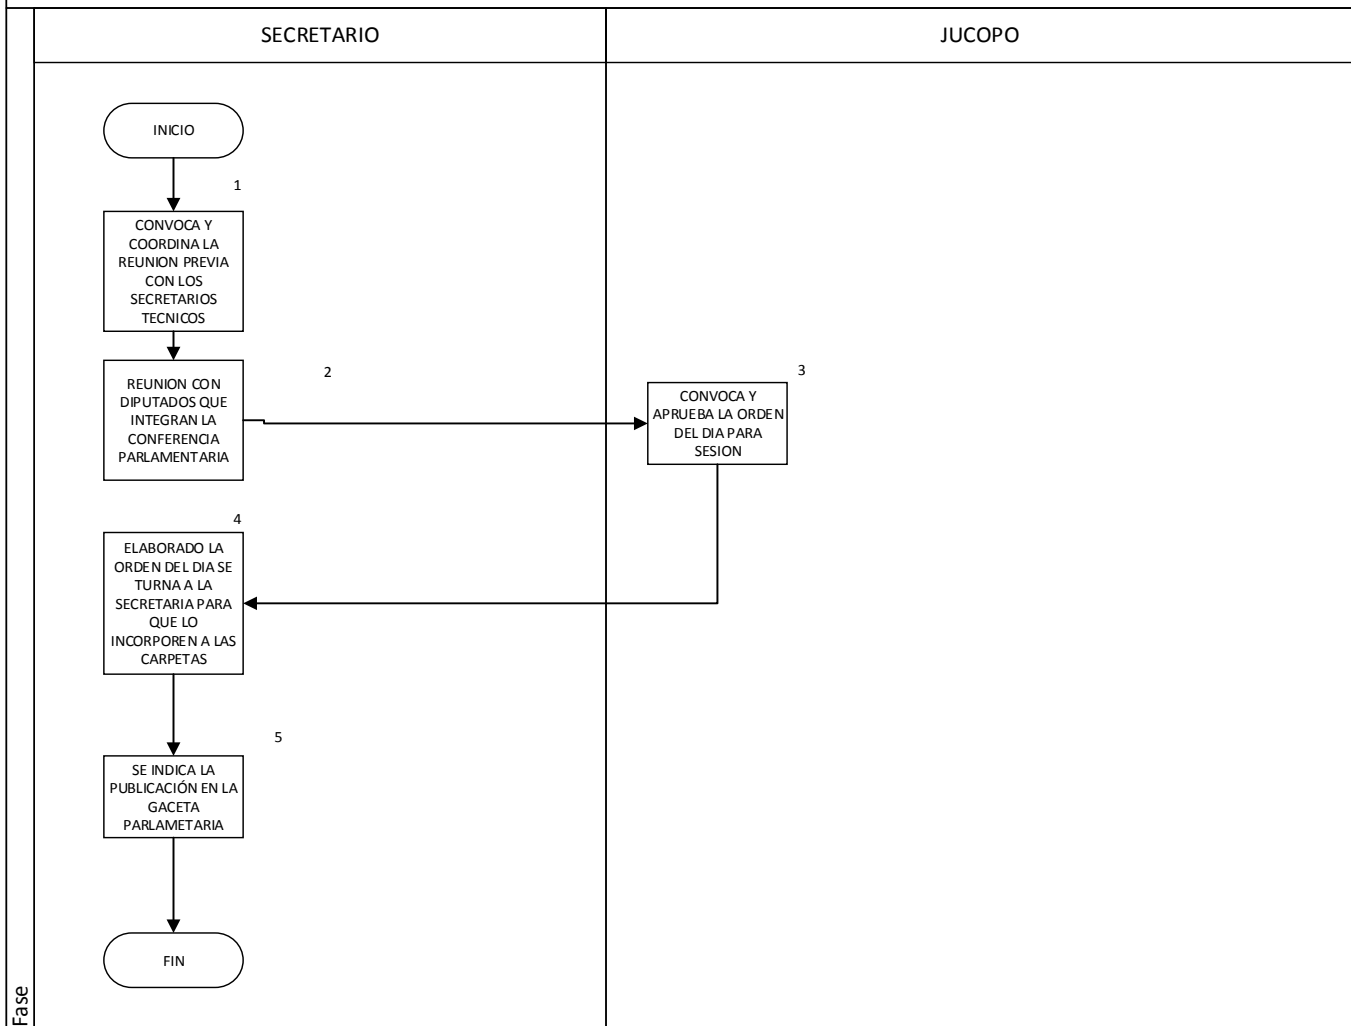 SECRETARIO
JUCOPO
INICIO
1
CONVOCA Y
COORDINA LA
REUNION PREVIA
CON LOS
SECRETARIOS
TECNICOS
2
REUNION CON
DIPUTADOS QUE
INTEGRAN LA
CONFERENCIA
PARLAMENTARIA
3
CONVOCA Y
APRUEBA LA ORDEN
DEL DIA PARA
SESION
4
ELABORADO LA
ORDEN DEL DIA SE
TURNA A LA
SECRETARIA PARA
QUE LO
INCORPOREN A LAS
CARPETAS
5
SE INDICA LA
PUBLICACIÓN EN LA
GACETA
PARLAMETARIA
FIN
Fase